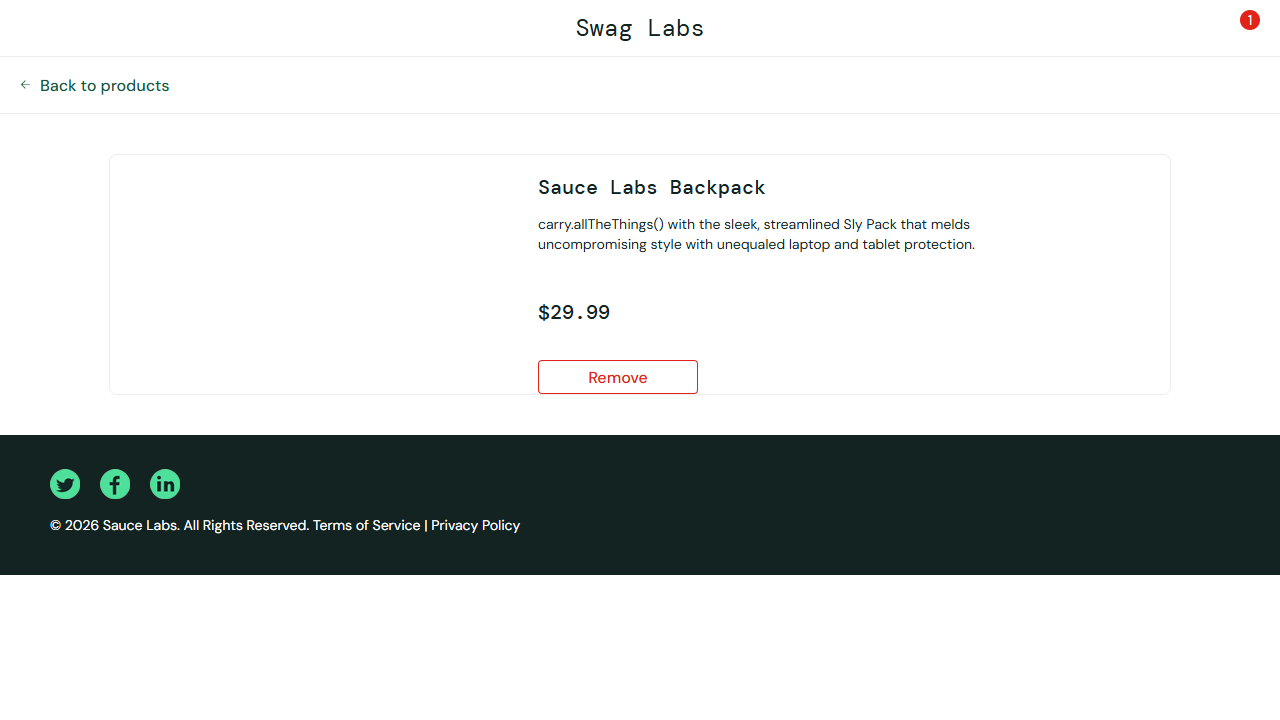 Swag Labs
1
Back to products
Sauce Labs Backpack
carry.allTheThings() with the sleek, streamlined Sly Pack that melds
uncompromising style with unequaled laptop and tablet protection.
$29.99
Remove
© 2026 Sauce Labs. All Rights Reserved. Terms of Service | Privacy Policy